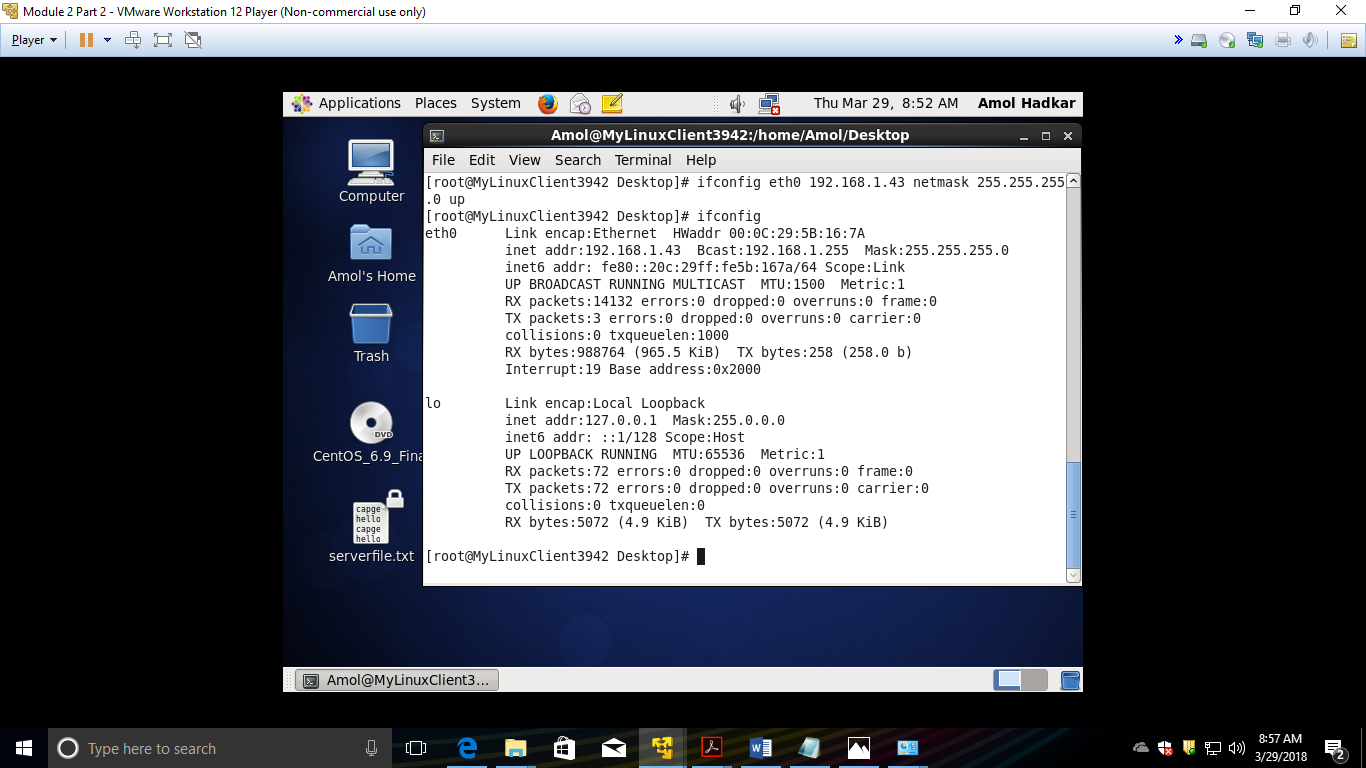 Module 2 Part 2 - VMware Workstation 12 Player (Non-commercial use only)
Player
Applications Places System Thu Mar 29, 8:52 AM Amol Hadkar
Computer
Amol's Home
Trash
DVD
CentOS_6.9_Fina
capge
hello
capge
hello
serverfile.txt
Amol@MyLinuxClient3942:/home/Amol/Desktop
File Edit View Search Terminal Help
[root@MyLinuxClient3942 Desktop]# ifconfig eth0 192.168.1.43 netmask 255.255.255
.0 up
[root@MyLinuxClient3942 Desktop]# ifconfig
eth0      Link encap:Ethernet  HWaddr 00:0C:29:5B:16:7A
          inet addr:192.168.1.43  Bcast:192.168.1.255  Mask:255.255.255.0
          inet6 addr: fe80::20c:29ff:fe5b:167a/64 Scope:Link
          UP BROADCAST RUNNING MULTICAST  MTU:1500  Metric:1
          RX packets:14132 errors:0 dropped:0 overruns:0 frame:0
          TX packets:3 errors:0 dropped:0 overruns:0 carrier:0
          collisions:0 txqueuelen:1000
          RX bytes:988764 (965.5 KiB)  TX bytes:258 (258.0 b)
          Interrupt:19 Base address:0x2000
lo        Link encap:Local Loopback
          inet addr:127.0.0.1  Mask:255.0.0.0
          inet6 addr: ::1/128 Scope:Host
          UP LOOPBACK RUNNING  MTU:65536  Metric:1
          RX packets:72 errors:0 dropped:0 overruns:0 frame:0
          TX packets:72 errors:0 dropped:0 overruns:0 carrier:0
          collisions:0 txqueuelen:0
          RX bytes:5072 (4.9 KiB)  TX bytes:5072 (4.9 KiB)
[root@MyLinuxClient3942 Desktop]#
Amol@MyLinuxClient3...
Type here to search
8:57 AM
3/29/2018
2